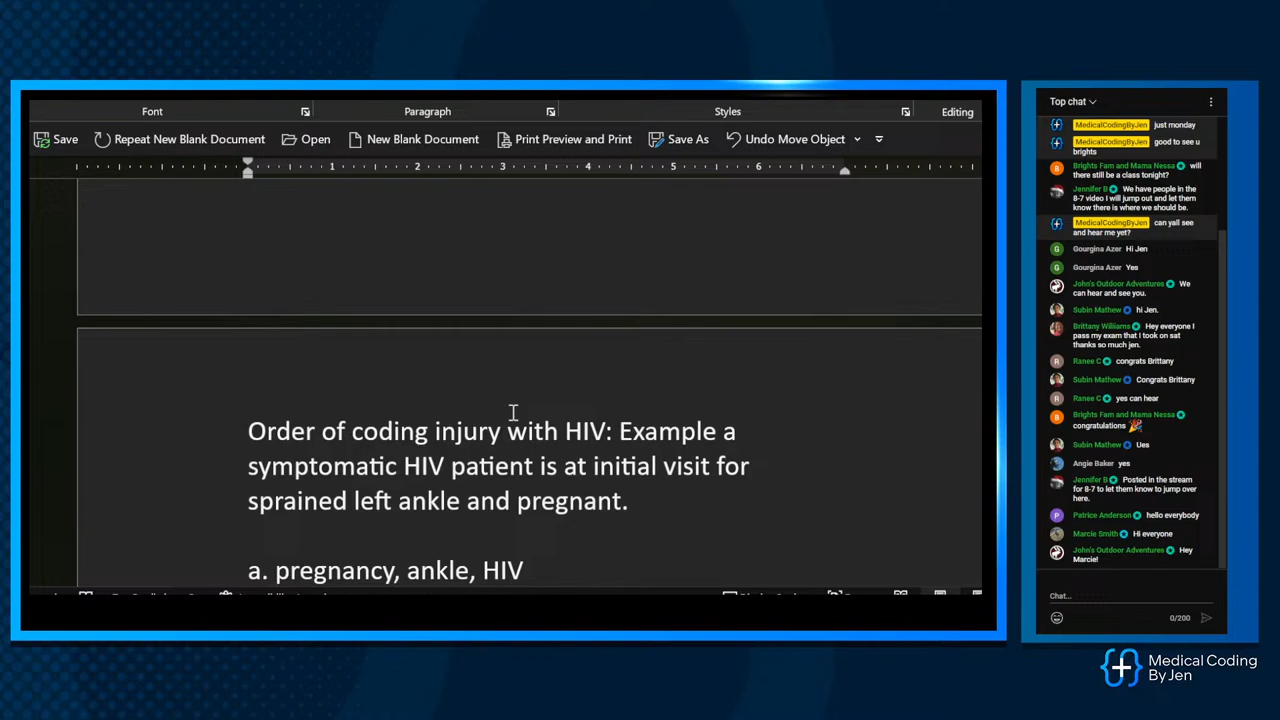 Font
Paragraph
Styles
Editing
Save
Repeat New Blank Document
Open
New Blank Document
Print Preview and Print
Save As
Undo Move Object
1
2
3
4
5
6
Order of coding injury with HIV: Example a
symptomatic HIV patient is at initial visit for
sprained left ankle and pregnant.
a. pregnancy, ankle, HIV
Top chat
MedicalCodingByJen just monday
MedicalCodingByJen good to see u
brights
Brights Fam and Mama Nessa will
there still be a class tonight?
Jennifer B We have people in the
8-7 video I will jump out and let them
know there is where we should be.
MedicalCodingByJen can yall see
and hear me yet?
Gourgina Azer Hi Jen
Gourgina Azer Yes
John's Outdoor Adventures We
can hear and see you.
Subin Mathew hi Jen.
Brittany Williams Hey everyone I
pass my exam that I took on sat
thanks so much jen.
Ranee C congrats Brittany
Subin Mathew Congrats Brittany
Ranee C yes can hear
Brights Fam and Mama Nessa
congratulations
Subin Mathew Ues
Angie Baker yes
Jennifer B Posted in the stream
for 8-7 to let them know to jump over
here.
Patrice Anderson hello everybody
Marcie Smith Hi everyone
John's Outdoor Adventures Hey
Marcie!
Chat...
0/200
Medical Coding
By Jen